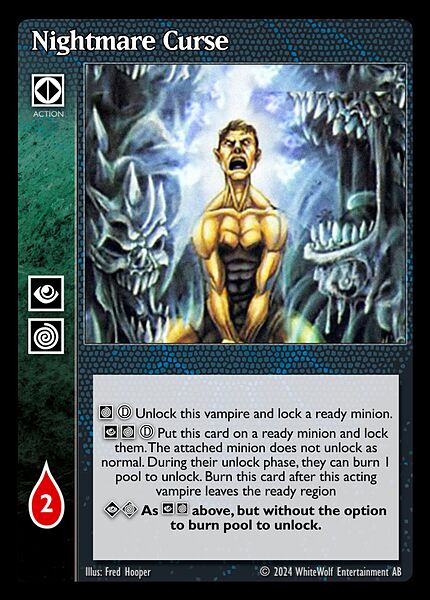 Nightmare Curse
ACTION
Ⓓ Unlock this vampire and lock a ready minion.
Ⓓ Put this card on a ready minion and lock
them. The attached minion does not unlock as
normal. During their unlock phase, they can burn 1
pool to unlock. Burn this card after this acting
vampire leaves the ready region
As above, but without the option
to burn pool to unlock.
2
Illus: Fred Hooper
© 2024 WhiteWolf Entertainment AB